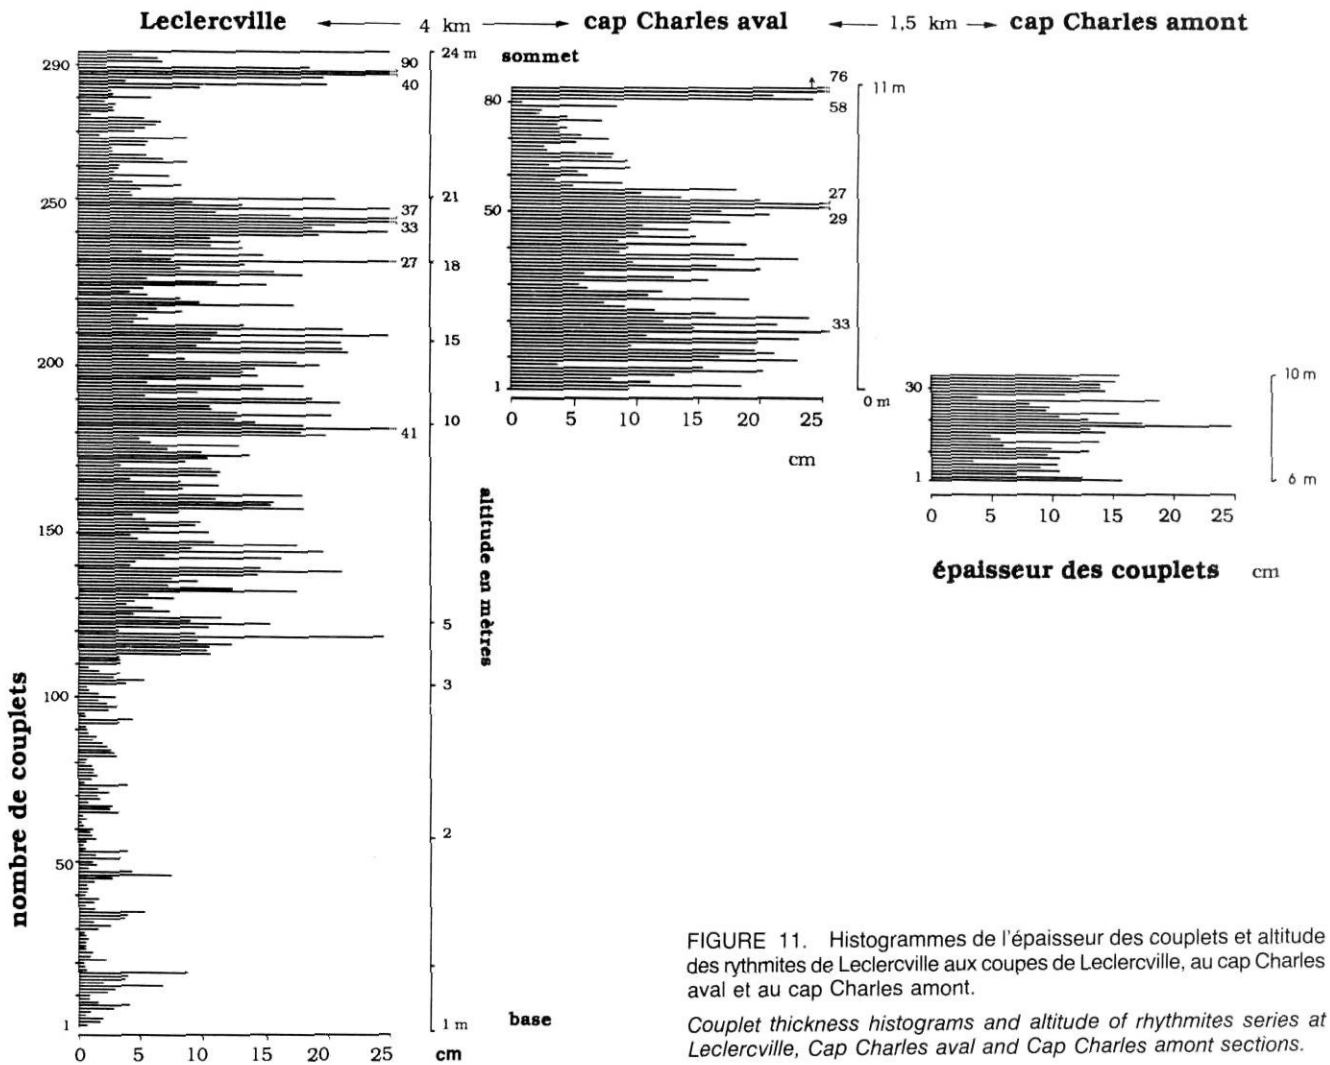 Leclercville 4 km cap Charles aval 1,5 km cap Charles amont
290
250
200
150
100
50
1
nombre de couplets
90
40
37
33
27
41
0 5 10 15 20 25
cm
24 m
21
18
15
10
5
3
2
1 m
altitude en mètres
sommet
base
80
50
1
76
58
27
29
33
11 m
0 m
0 5 10 15 20 25
cm
30
1
10 m
6 m
0 5 10 15 20 25
épaisseur des couplets cm
FIGURE 11. Histogrammes de l'épaisseur des couplets et altitude
des rythmites de Leclercville aux coupes de Leclercville, au cap Charles
aval et au cap Charles amont.
Couplet thickness histograms and altitude of rhythmites series at
Leclercville, Cap Charles aval and Cap Charles amont sections.